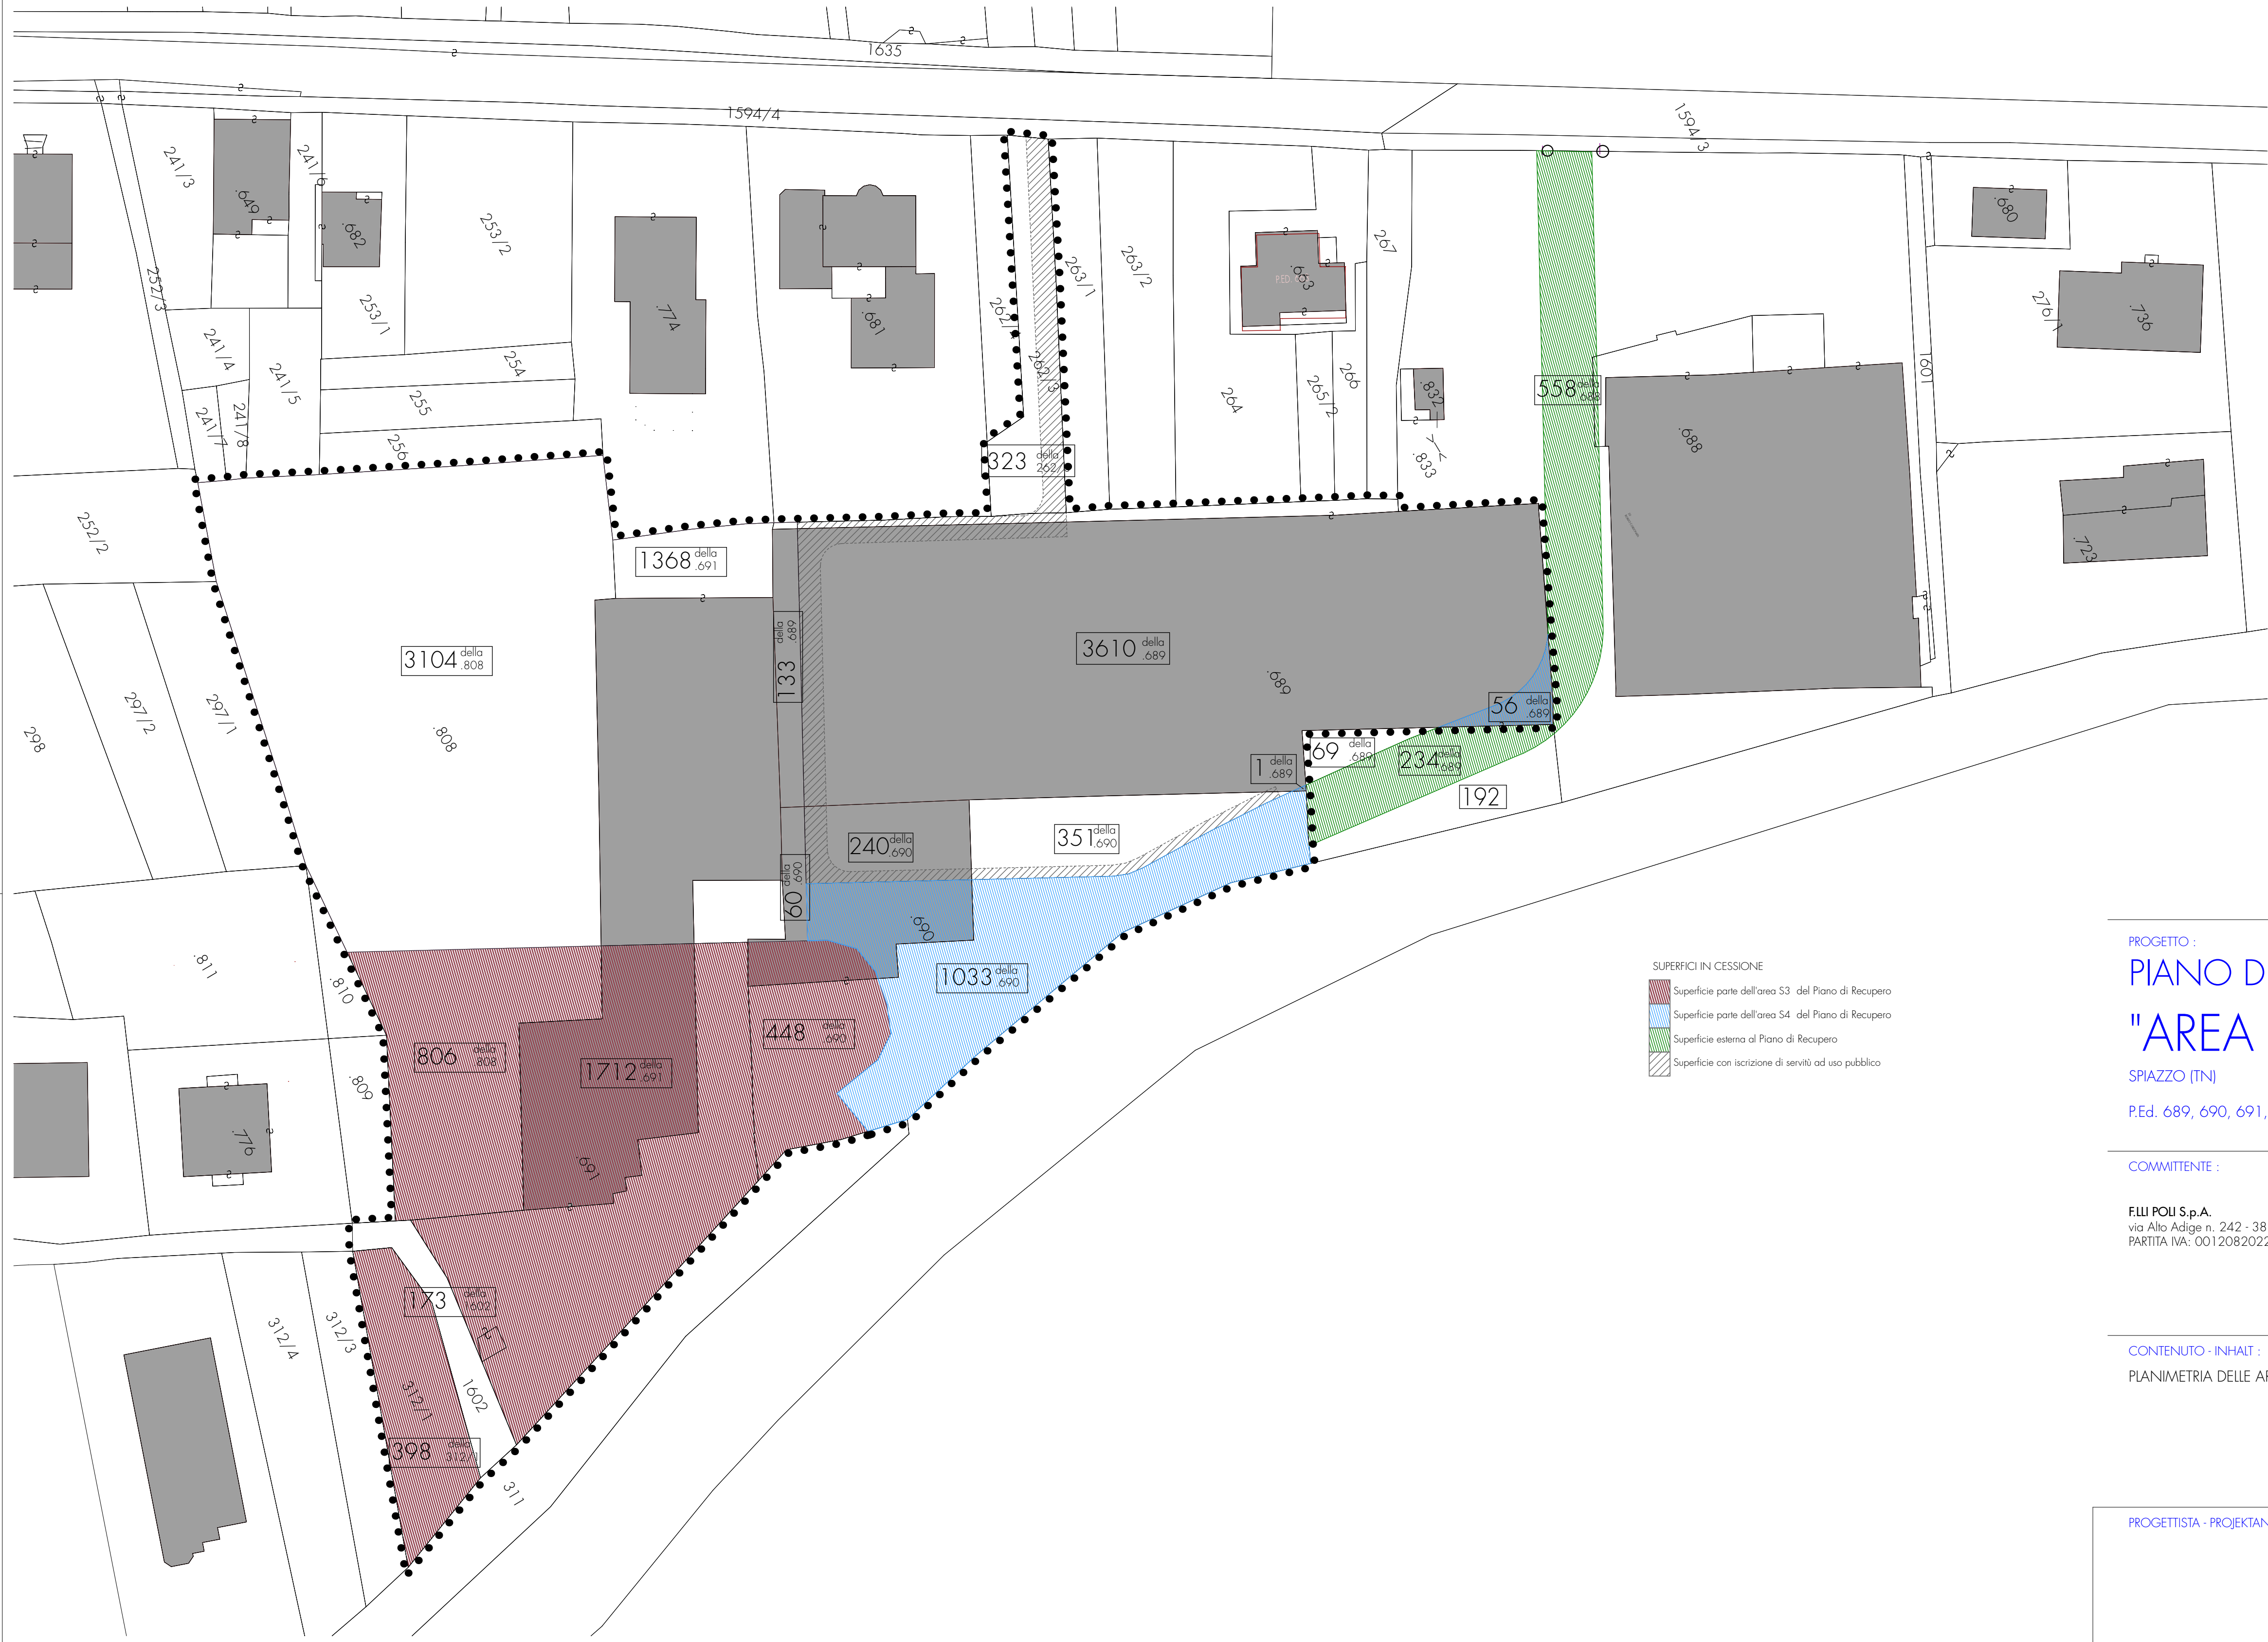 1635
1594/4
1594/3
241/3
.649
241/6
.682
253/2
252/3
253/1
.774
.681
262/3
263/1
263/2
.663
267
.680
276/1
.736
241/4
241/5
254
255
256
241/7
241/8
264
265/2
266
.832
.833
558 della .688
.688
1601
323 della
1368 della .691
252/2
.723
3104 della .808
133 della .689
3610 della .689
.689
297/2
297/1
298
.808
56 della .689
69 della .689
234 della .689
1 della .689
192
240 della .690
351 della .690
60 della .690
.690
.811
.810
1033 della .690
448 della .690
806 della 808
1712 della .691
.809
.776
.691
173 della 1602
312/4
312/3
312/1
1602
398 della 312/1
311
SUPERFICI IN CESSIONE
Superficie parte dell'area S3 del Piano di Recupero
Superficie parte dell'area S4 del Piano di Recupero
Superficie esterna al Piano di Recupero
Superficie con iscrizione di servitù ad uso pubblico
PROGETTO :
PIANO D
"AREA
SPIAZZO (TN)
P.Ed. 689, 690, 691,
COMMITTENTE :
F.LLI POLI S.p.A.
via Alto Adige n. 242 - 38
PARTITA IVA: 0012082022
CONTENUTO - INHALT :
PLANIMETRIA DELLE AR
PROGETTISTA - PROJEKTAN